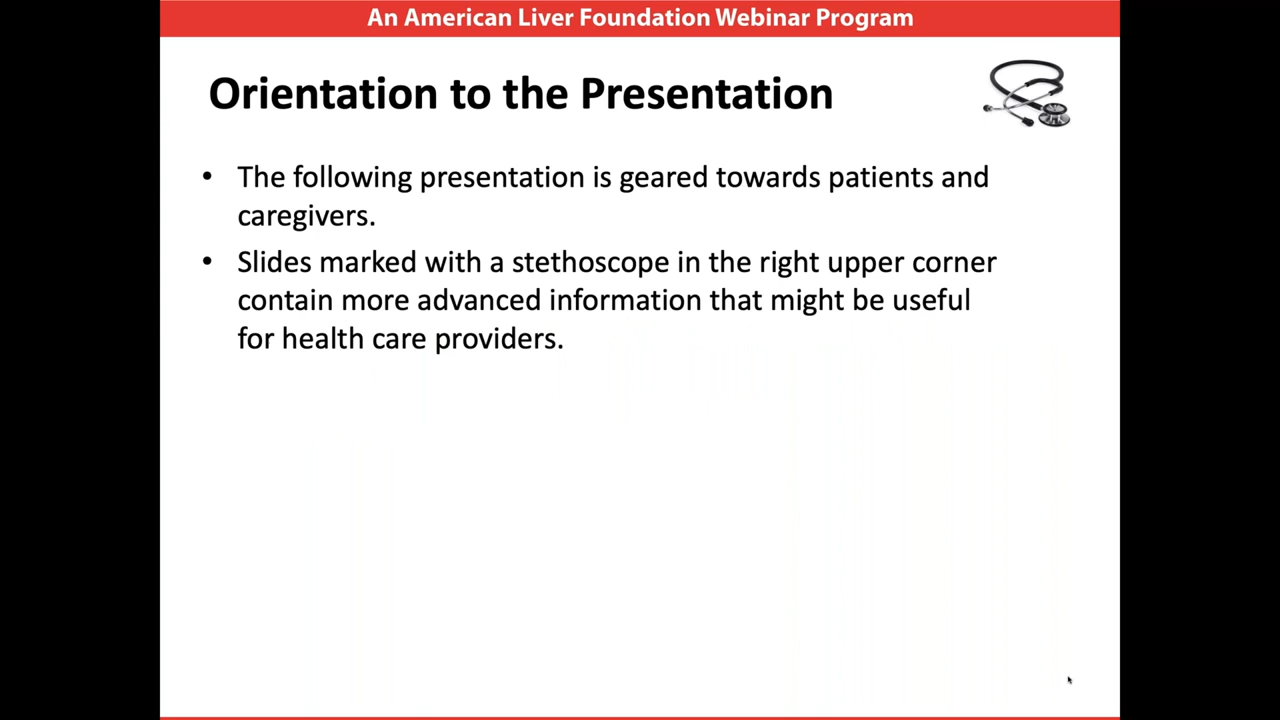 An American Liver Foundation Webinar Program
Orientation to the Presentation
• The following presentation is geared towards patients and
caregivers.
• Slides marked with a stethoscope in the right upper corner
contain more advanced information that might be useful
for health care providers.